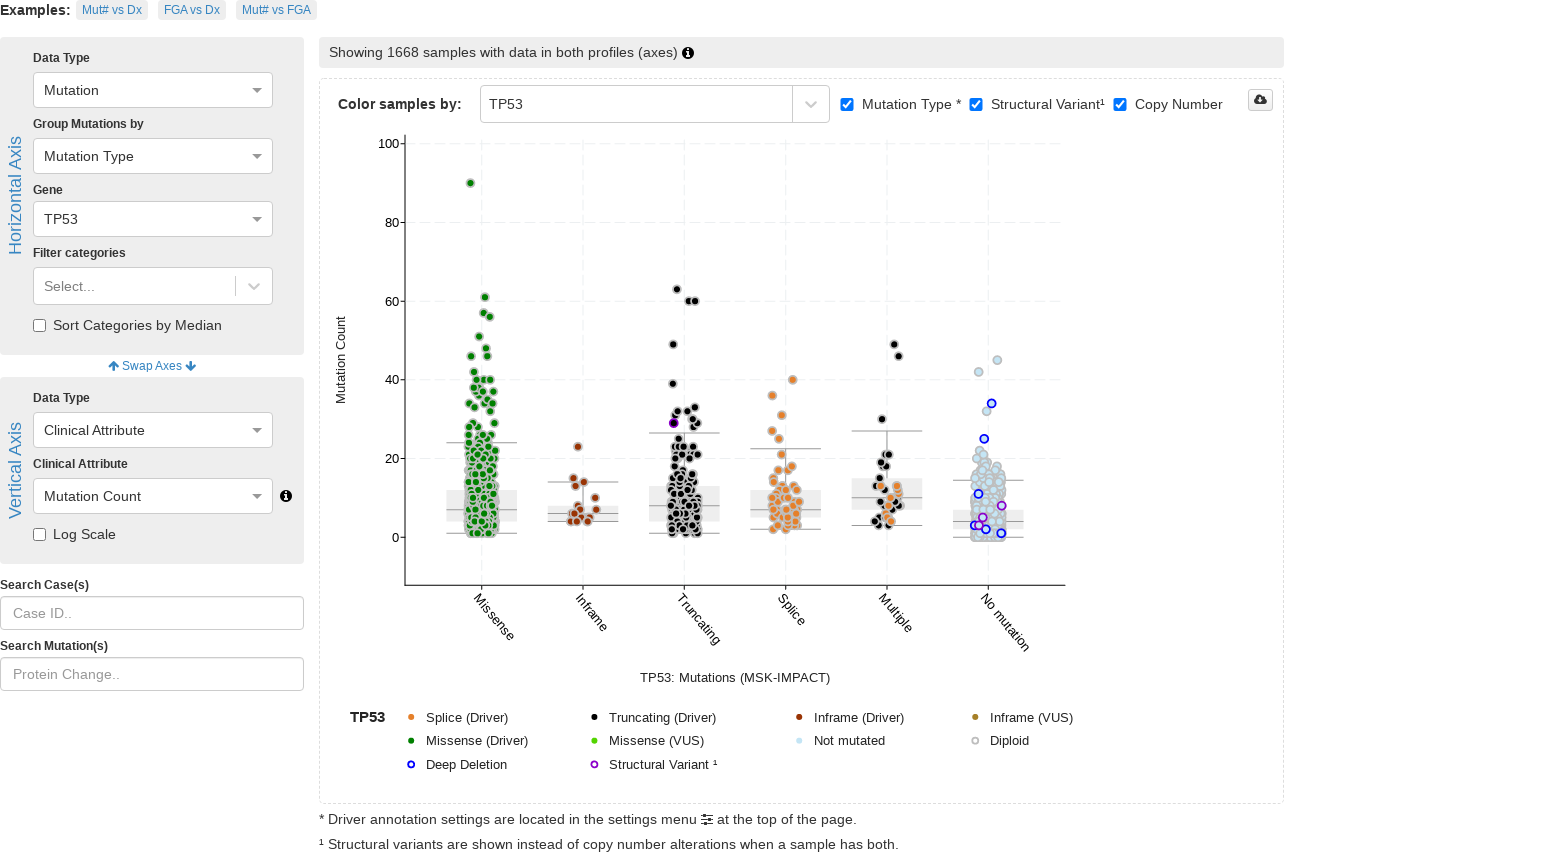 Examples: Mut# vs Dx FGA vs Dx Mut# vs FGA
Horizontal Axis
Data Type
Mutation
Group Mutations by
Mutation Type
Gene
TP53
Filter categories
Select...
Sort Categories by Median
Swap Axes
Vertical Axis
Data Type
Clinical Attribute
Clinical Attribute
Mutation Count
Log Scale
Search Case(s)
Case ID..
Search Mutation(s)
Protein Change..
Showing 1668 samples with data in both profiles (axes)
Color samples by: TP53 Mutation Type * Structural Variant¹ Copy Number
Mutation Count
100
80
60
40
20
0
Missense
Inframe
Truncating
Splice
Multiple
No mutation
TP53: Mutations (MSK-IMPACT)
TP53 Splice (Driver) Truncating (Driver) Inframe (Driver) Inframe (VUS)
Missense (Driver) Missense (VUS) Not mutated Diploid
Deep Deletion Structural Variant ¹
* Driver annotation settings are located in the settings menu at the top of the page.
¹ Structural variants are shown instead of copy number alterations when a sample has both.